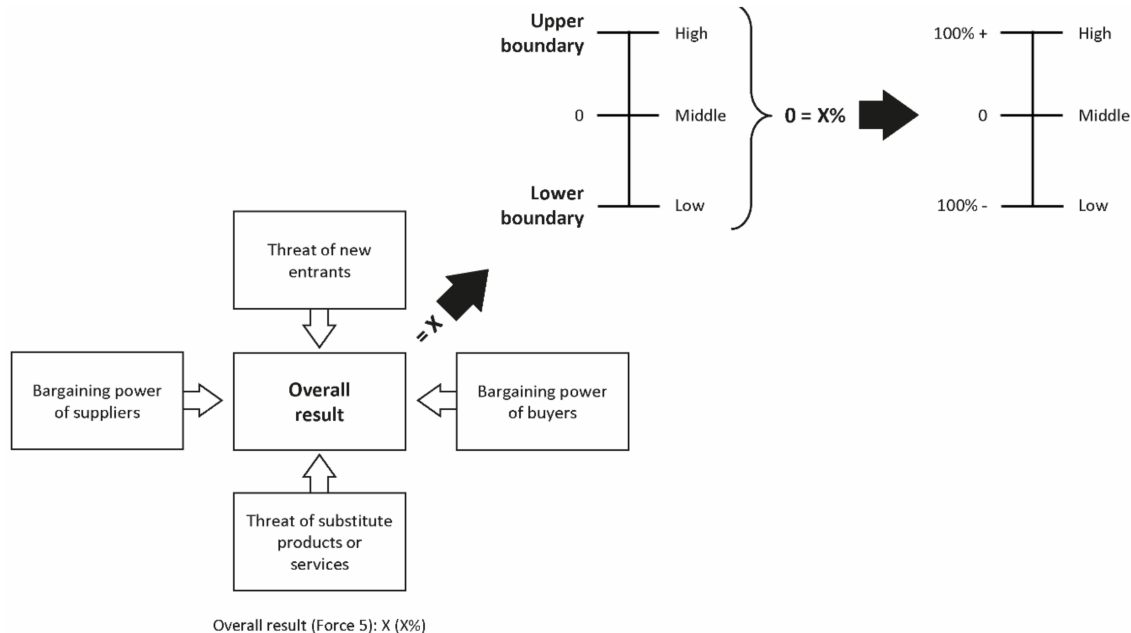 Upper
boundary
High
0
Middle
Lower
boundary
Low
0 = X%
100% +
High
0
Middle
100% -
Low
= X
Threat of new
entrants
Bargaining power
of suppliers
Overall
result
Bargaining power
of buyers
Threat of substitute
products or
services
Overall result (Force 5): X (X%)